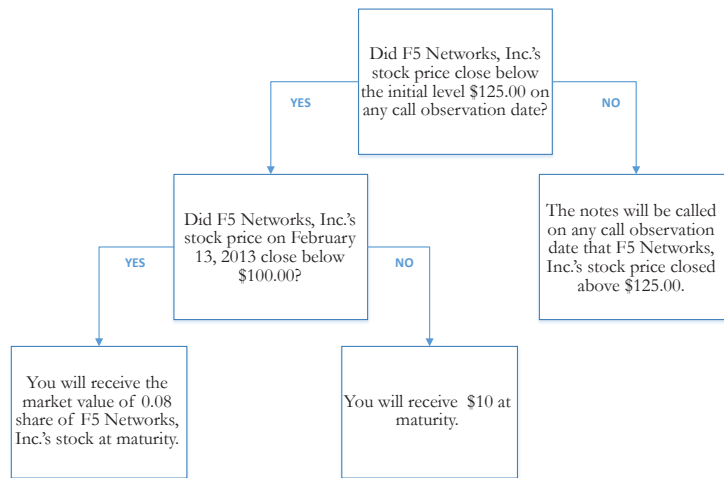 Did F5 Networks, Inc.'s
stock price close below
the initial level $125.00 on
any call observation date?
YES
NO
Did F5 Networks, Inc.'s
stock price on February
13, 2013 close below
$100.00?
The notes will be called
on any call observation
date that F5 Networks,
Inc.'s stock price closed
above $125.00.
YES
NO
You will receive the
market value of 0.08
share of F5 Networks,
Inc.'s stock at maturity.
You will receive $10 at
maturity.